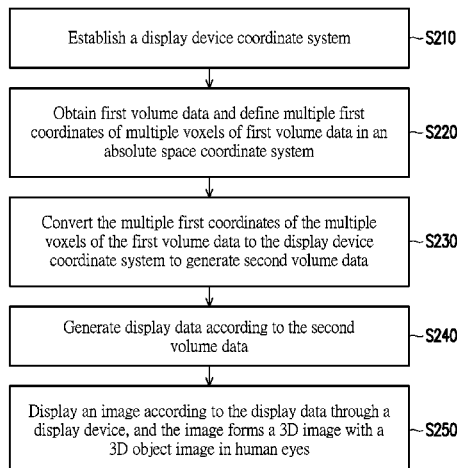 Establish a display device coordinate system
S210
Obtain first volume data and define multiple first
coordinates of multiple voxels of first volume data in an
absolute space coordinate system
S220
Convert the multiple first coordinates of the multiple
voxels of the first volume data to the display device
coordinate system to generate second volume data
S230
Generate display data according to the second
volume data
S240
Display an image according to the display data through a
display device, and the image forms a 3D image with a
3D object image in human eyes
S250